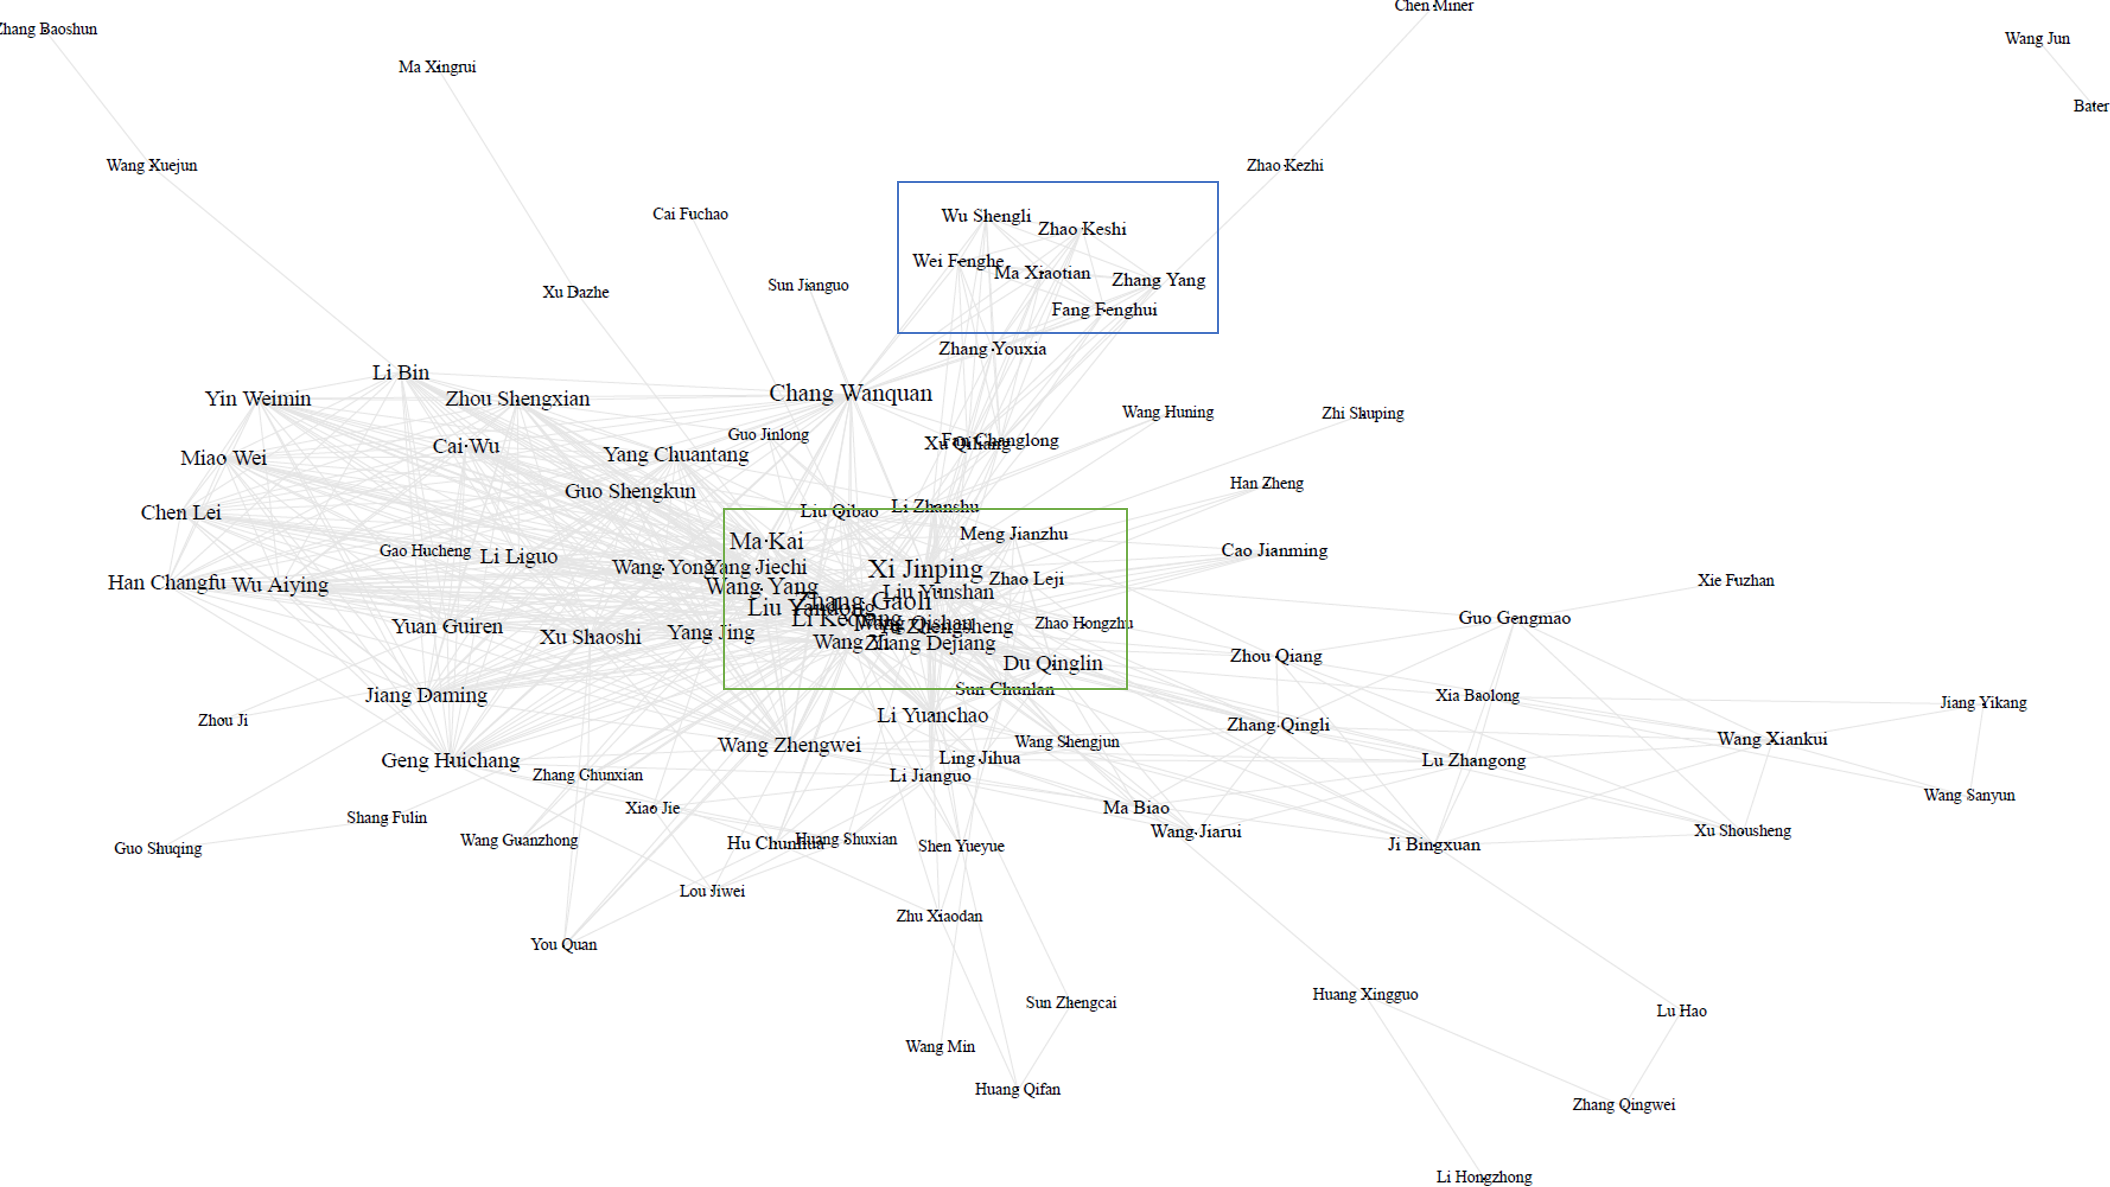 Chen Miner
Zhang Baoshun
Wang Jun
Ma Xingrui
Bater
Wang Xuejun
Zhao Kezhi
Cai Fuchao
Wu Shengli
Zhao Keshi
Wei Fenghe
Ma Xiaotian
Zhang Yang
Sun Jianguo
Xu Dazhe
Fang Fenghui
Zhang Youxia
Li Bin
Chang Wanquan
Yin Weimin
Zhou Shengxian
Wang Huning
Zhi Shuping
Guo Jinlong
Fan Changlong
Xu Qiliang
Cai Wu
Yang Chuantang
Miao Wei
Han Zheng
Guo Shengkun
Li Zhanshu
Liu Qibao
Chen Lei
Meng Jianzhu
Ma Kai
Gao Hucheng
Cao Jianming
Li Liguo
Wang Yong
Yang Jiechi
Xi Jinping
Zhao Leji
Xie Fuzhan
Han Changfu
Wu Aiying
Wang Yang
Liu Yunshan
Zhang Gaoli
Liu Yandong
Li Keqiang
Wang Qishan
Yu Zhengsheng
Zhao Hongzhu
Guo Gengmao
Yuan Guiren
Xu Shaoshi
Yang Jing
Wang Yi
Zhang Dejiang
Zhou Qiang
Du Qinglin
Sun Chunlan
Jiang Daming
Xia Baolong
Jiang Yikang
Zhou Ji
Li Yuanchao
Zhang Qingli
Wang Zhengwei
Wang Shengjun
Wang Xiankui
Geng Huichang
Ling Jihua
Lu Zhangong
Zhang Chunxian
Li Jianguo
Wang Sanyun
Xiao Jie
Ma Biao
Shang Fulin
Wang Jiarui
Xu Shousheng
Wang Guanzhong
Hu Chunhua
Huang Shuxian
Shen Yueyue
Ji Bingxuan
Guo Shuqing
Lou Jiwei
Zhu Xiaodan
You Quan
Huang Xingguo
Sun Zhengcai
Lu Hao
Wang Min
Huang Qifan
Zhang Qingwei
Li Hongzhong